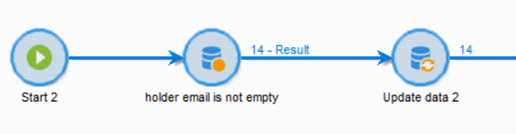 14 - Result
14
Start 2
holder email is not empty
Update data 2